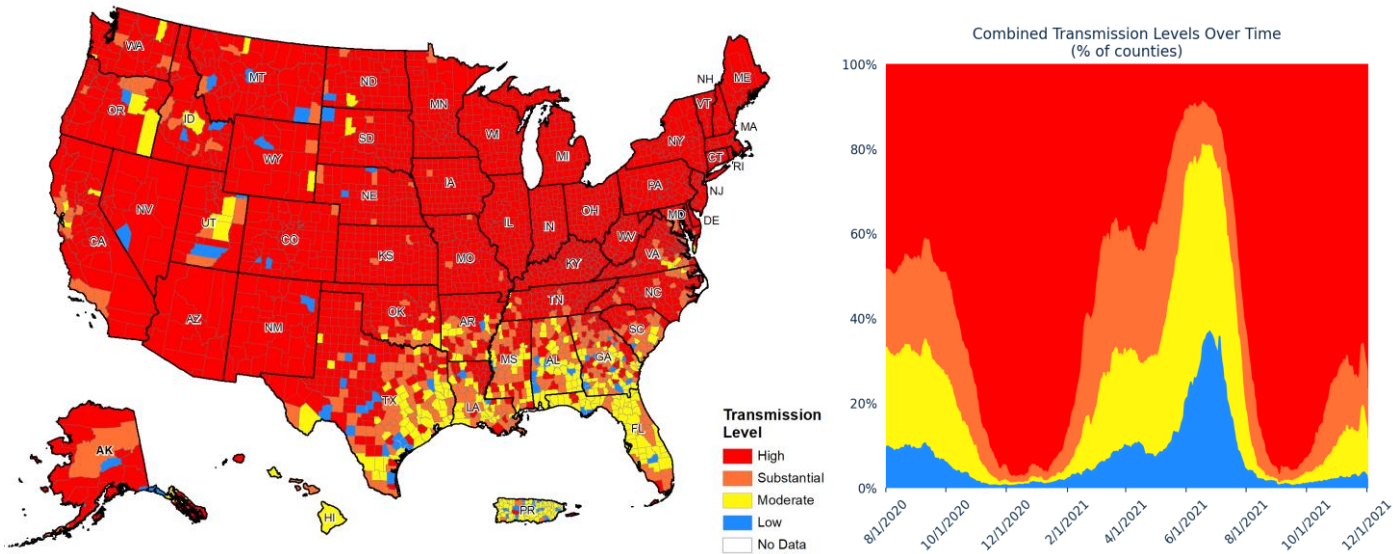 WA
MT
ND
MN
ME
NH
VT
OR
ID
SD
WI
MI
NY
MA
WY
CT
RI
IA
NE
PA
NJ
NV
UT
IL
IN
OH
MD
DE
CA
CO
WV
KS
MO
KY
VA
AZ
NM
OK
AR
TN
NC
SC
MS
AL
GA
TX
LA
FL
AK
HI
PR
Transmission
Level
High
Substantial
Moderate
Low
No Data
Combined Transmission Levels Over Time
(% of counties)
100%
80%
60%
40%
20%
0%
8/1/2020
10/1/2020
12/1/2020
2/1/2021
4/1/2021
6/1/2021
8/1/2021
10/1/2021
12/1/2021